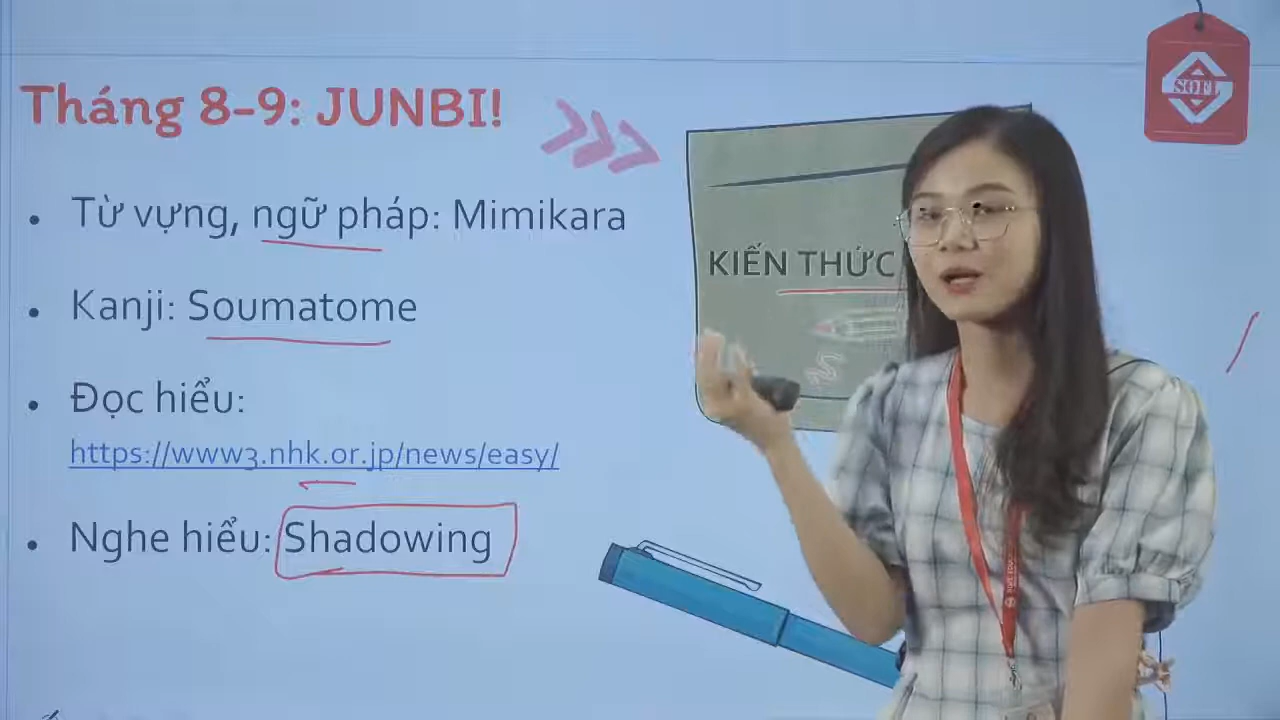 Tháng 8-9: JUNBI!
SOFL
• Từ vựng, ngữ pháp: Mimikara
KIẾN THỨC
• Kanji: Soumatome
• Đọc hiểu:
https://www3.nhk.or.jp/news/easy/
• Nghe hiểu: Shadowing